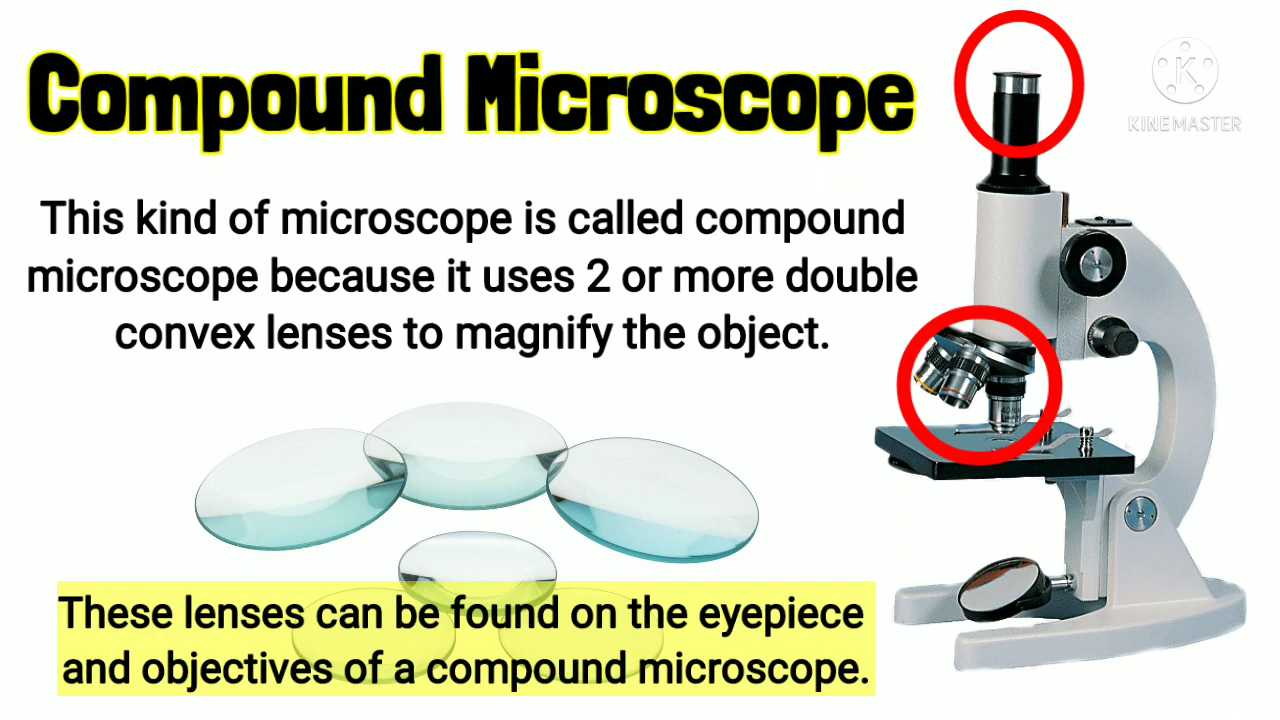 Compound Microscope
K
KINEMASTER
This kind of microscope is called compound
microscope because it uses 2 or more double
convex lenses to magnify the object.
These lenses can be found on the eyepiece
and objectives of a compound microscope.